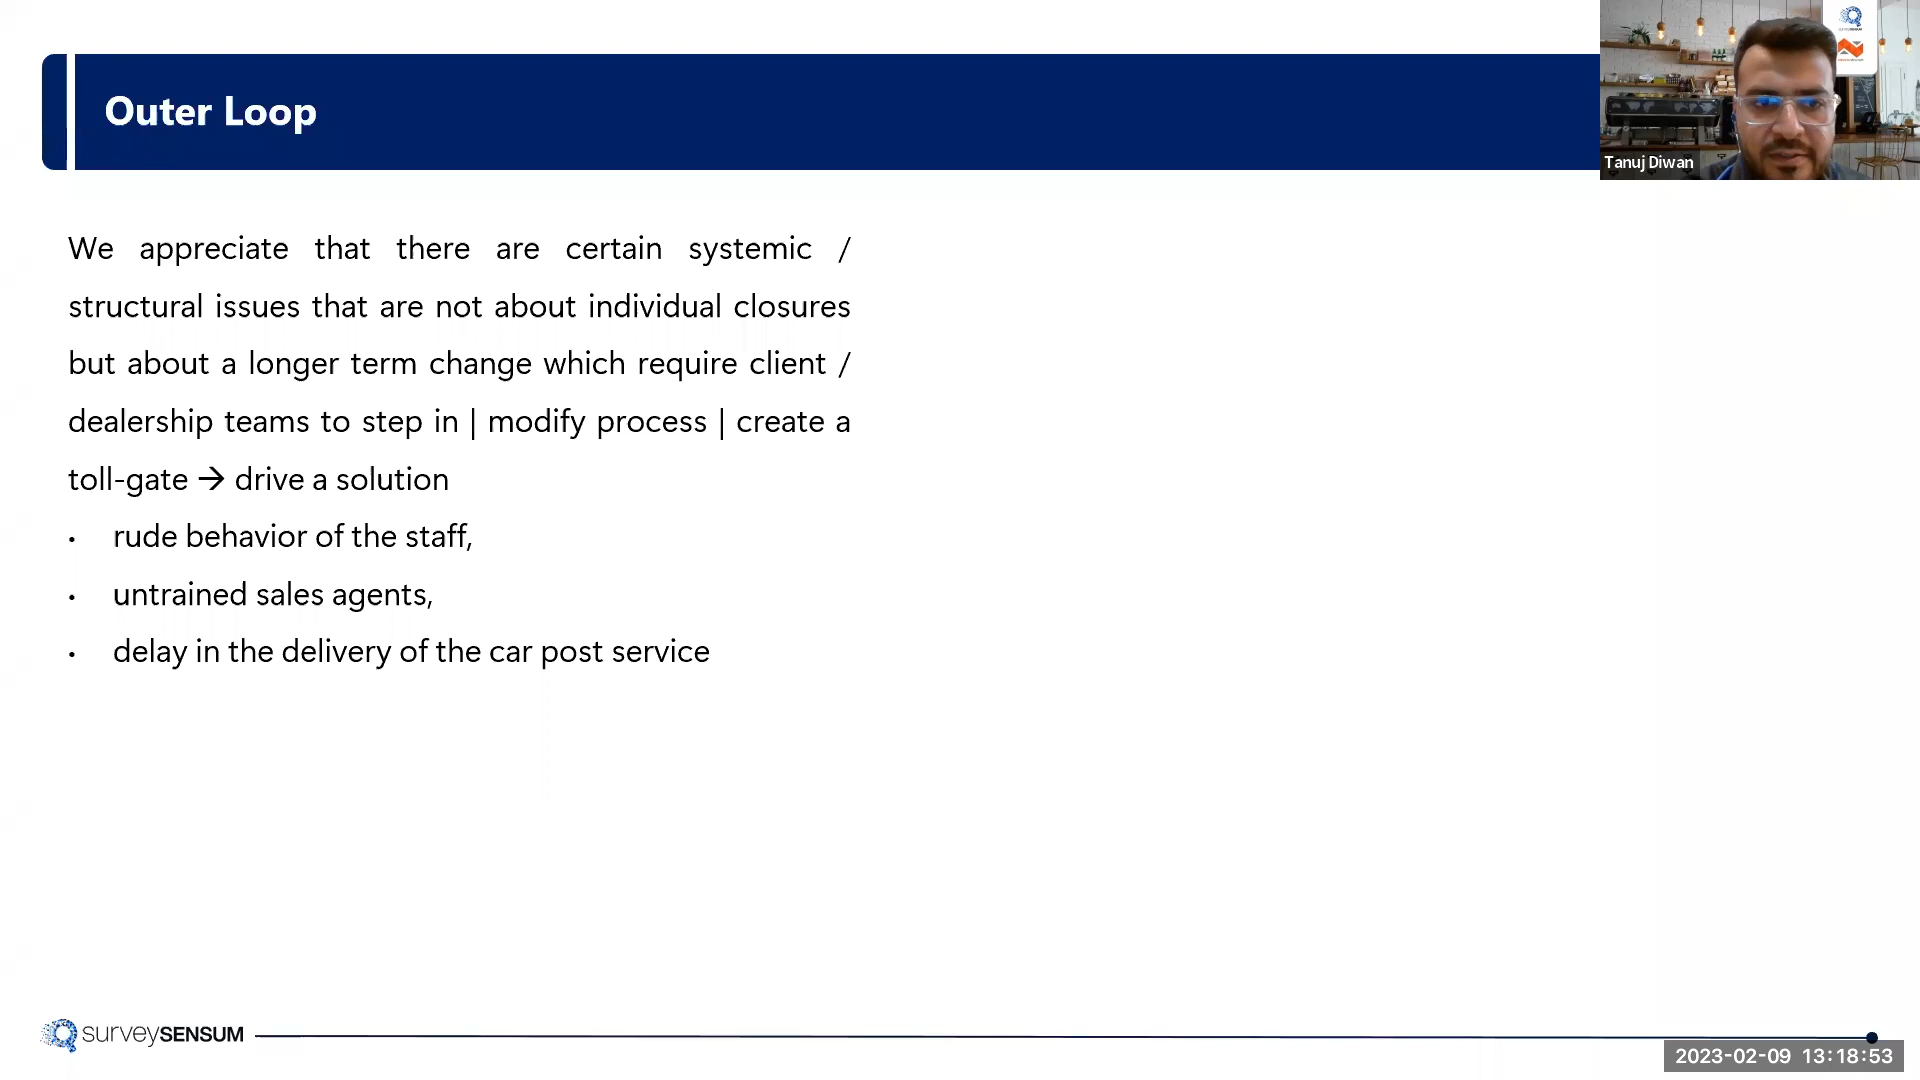 Outer Loop
Tanuj Diwan
We appreciate that there are certain systemic /
structural issues that are not about individual closures
but about a longer term change which require client /
dealership teams to step in | modify process | create a
toll-gate → drive a solution
• rude behavior of the staff,
• untrained sales agents,
• delay in the delivery of the car post service
surveySENSUM
2023-02-09 13:18:53